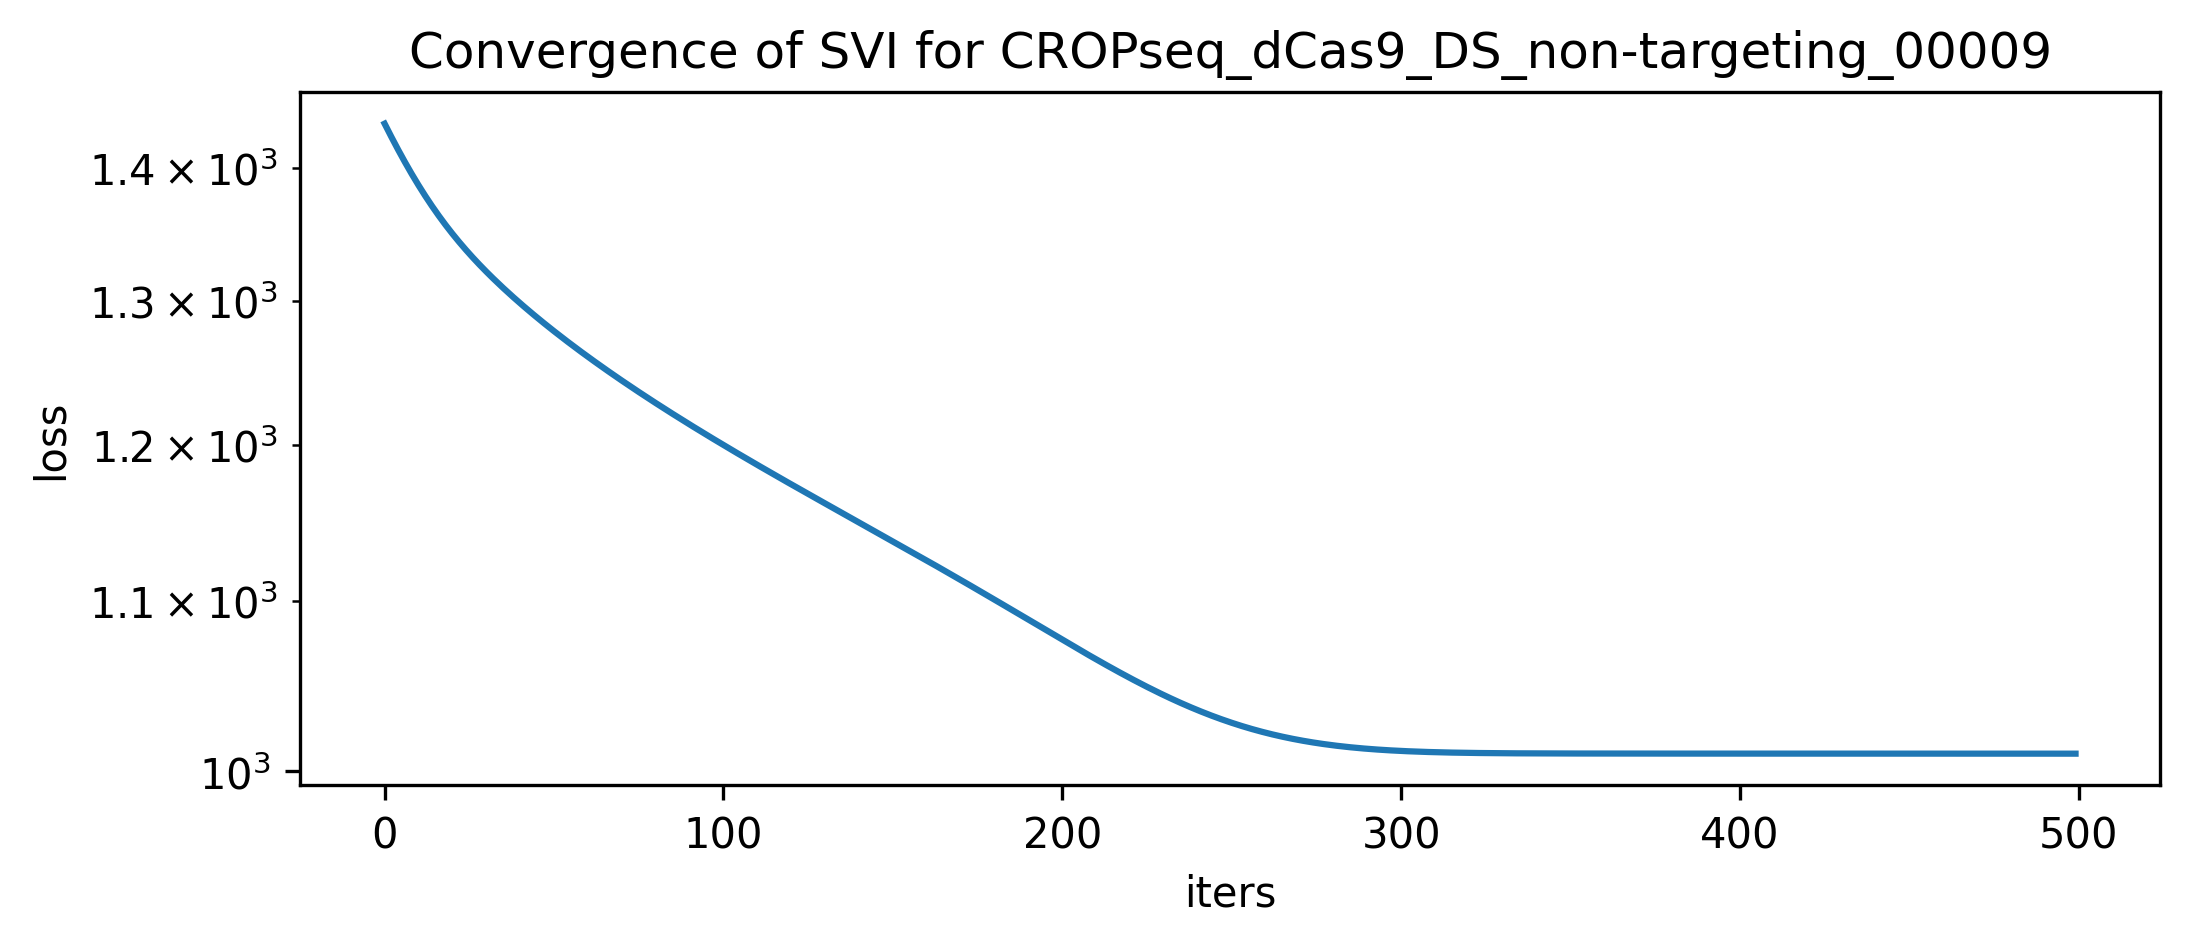 Convergence of SVI for CROPseq_dCas9_DS_non-targeting_00009
1.4 × 10³
1.3 × 10³
1.2 × 10³
1.1 × 10³
10³
loss
0 100 200 300 400 500
iters